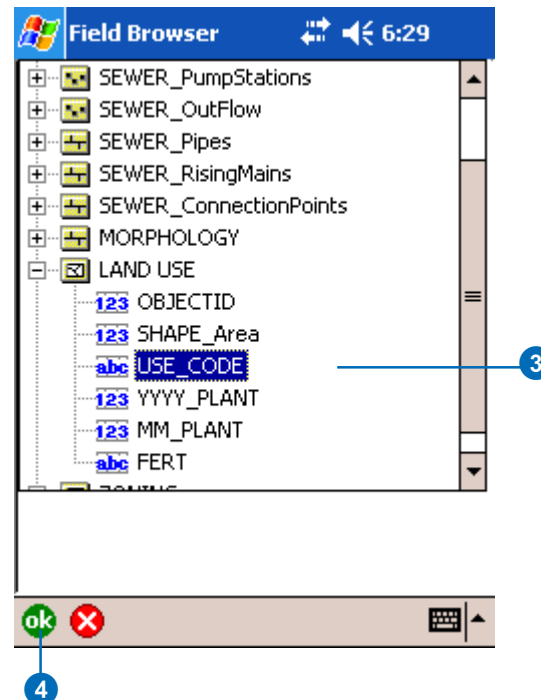 Field Browser 6:29
SEWER_PumpStations
SEWER_OutFlow
SEWER_Pipes
SEWER_RisingMains
SEWER_ConnectionPoints
MORPHOLOGY
LAND USE
123 OBJECTID
123 SHAPE_Area
abc USE_CODE
3
123 YYYY_PLANT
123 MM_PLANT
abc FERT
ZONING
ok
4